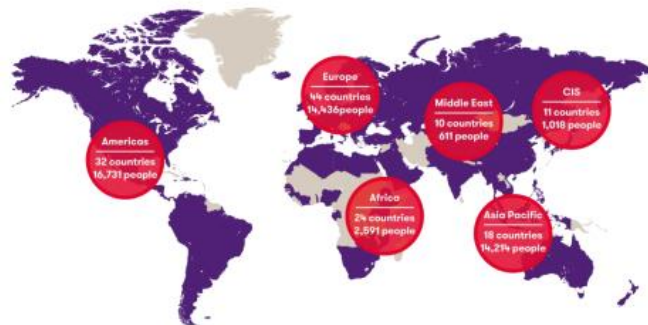 Europe
44 countries
14,436people
Middle East
10 countries
611 people
CIS
11 countries
1,018 people
Americas
32 countries
16,731 people
Africa
24 countries
2,591 people
Asia Pacific
18 countries
14,214 people